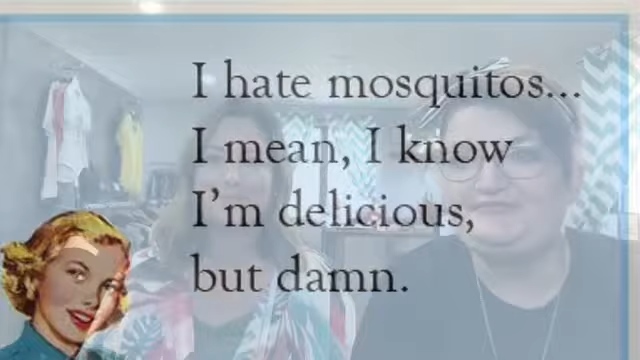 I hate mosquitos...
I mean, I know
I'm delicious,
but damn.